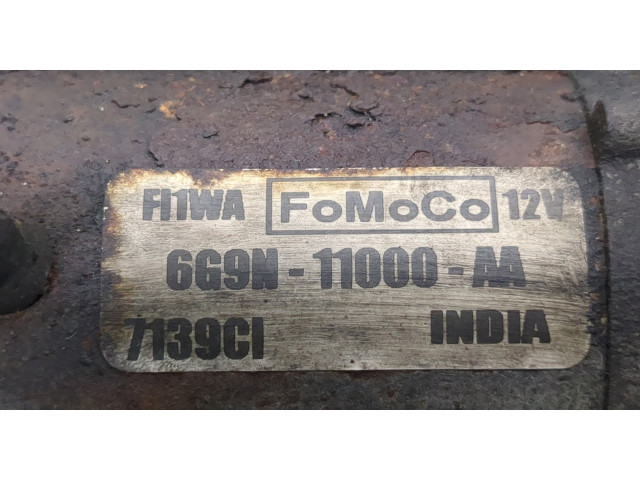 FI1WA FoMoCo 12V
6G9N - 11000 - AA
7139CI INDIA